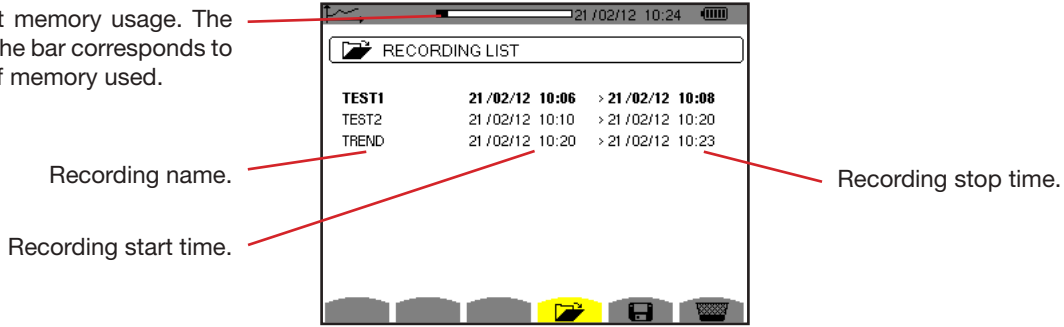 t memory usage. The
he bar corresponds to
f memory used.
21/02/12 10:24
RECORDING LIST
TEST1 21/02/12 10:06 > 21/02/12 10:08
TEST2 21/02/12 10:10 > 21/02/12 10:20
TREND 21/02/12 10:20 > 21/02/12 10:23
Recording name.
Recording stop time.
Recording start time.